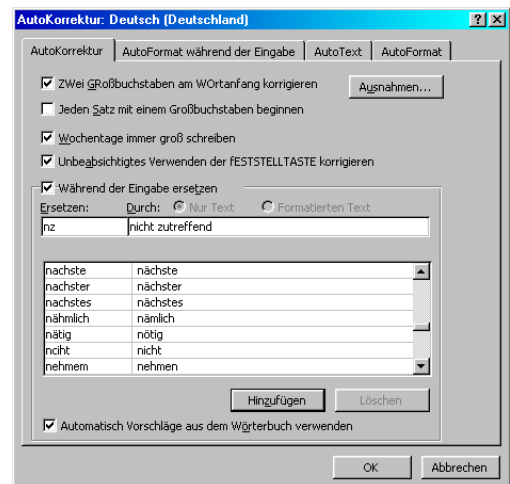 AutoKorrektur: Deutsch (Deutschland)
AutoKorrektur AutoFormat während der Eingabe AutoText AutoFormat
ZWei GRoßbuchstaben am WOrtanfang korrigieren Ausnahmen...
Jeden Satz mit einem Großbuchstaben beginnen
Wochentage immer groß schreiben
Unbeabsichtigtes Verwenden der fESTSTELLTASTE korrigieren
Während der Eingabe ersetzen
Ersetzen: Durch: Nur Text Formatierten Text
nz nicht zutreffend
nachste nächste
nachster nächster
nachstes nächstes
nähmlich nämlich
nätig nötig
nciht nicht
nehmem nehmen
Hinzufügen Löschen
Automatisch Vorschläge aus dem Wörterbuch verwenden
OK Abbrechen